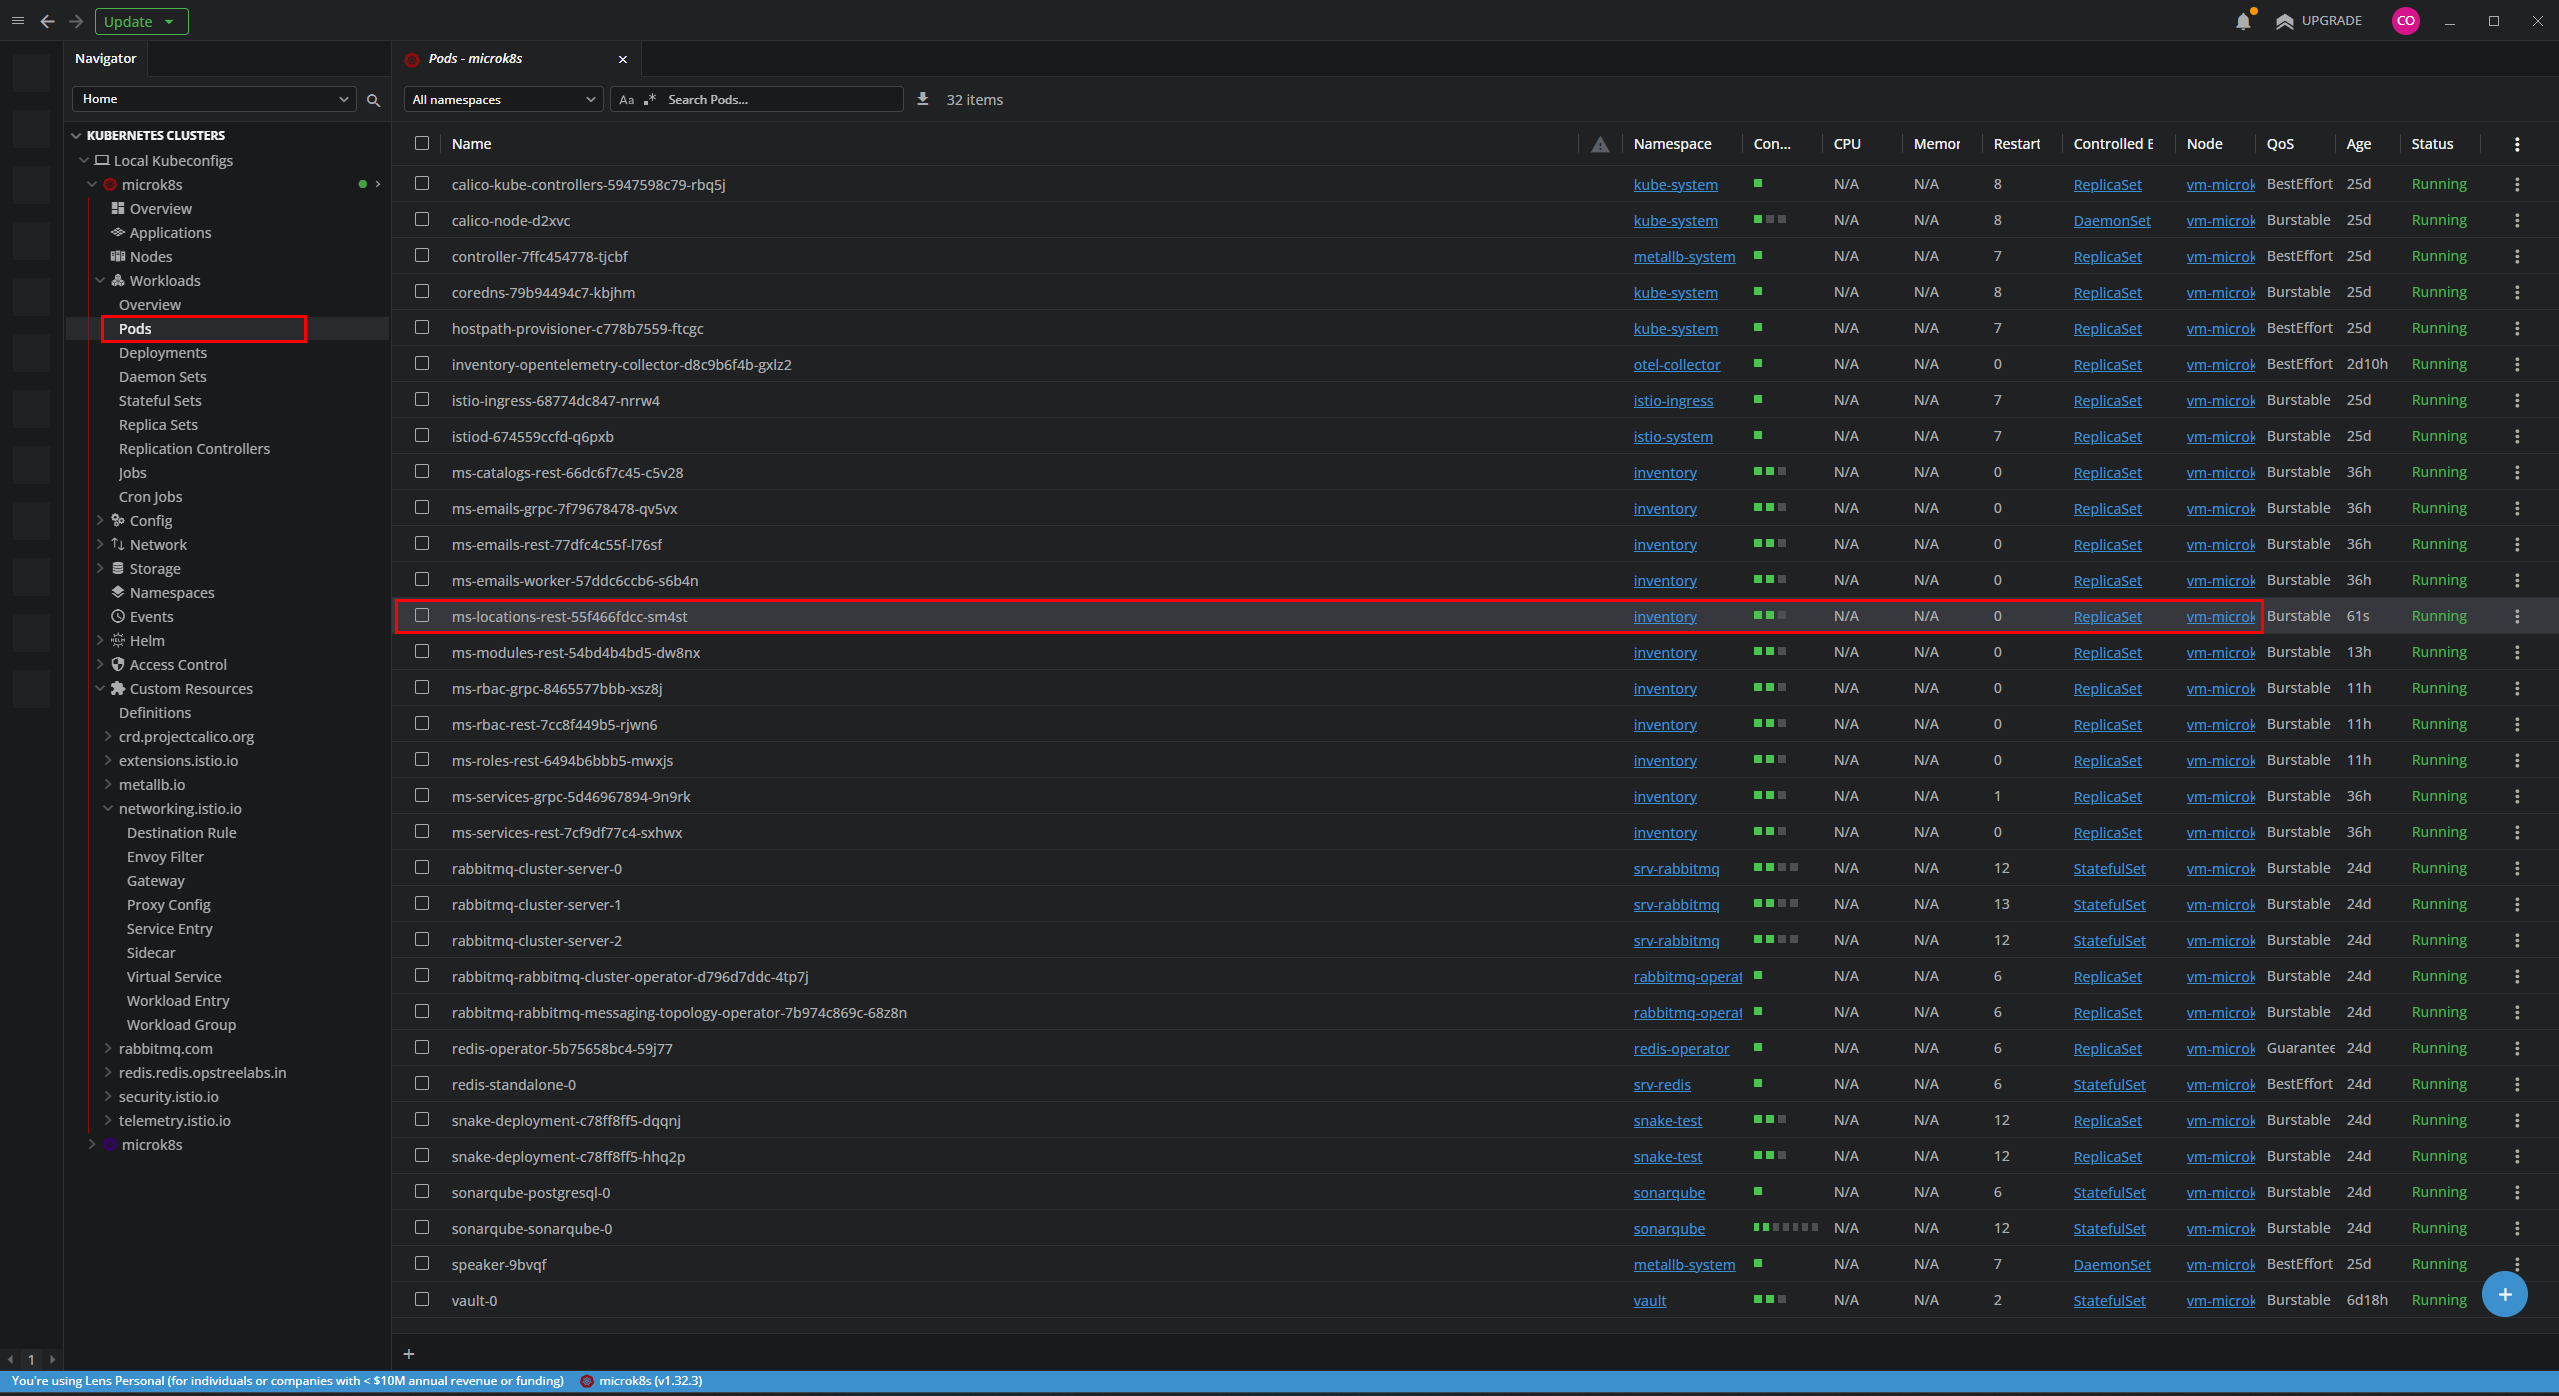 Update
UPGRADE
CO
Navigator
Pods - microk8s
Home
All namespaces
Aa .* Search Pods...
32 items
KUBERNETES CLUSTERS
Local Kubeconfigs
microk8s
Overview
Applications
Nodes
Workloads
Overview
Pods
Deployments
Daemon Sets
Stateful Sets
Replica Sets
Replication Controllers
Jobs
Cron Jobs
Config
Network
Storage
Namespaces
Events
Helm
Access Control
Custom Resources
Definitions
crd.projectcalico.org
extensions.istio.io
metallb.io
networking.istio.io
Destination Rule
Envoy Filter
Gateway
Proxy Config
Service Entry
Sidecar
Virtual Service
Workload Entry
Workload Group
rabbitmq.com
redis.redis.opstreelabs.in
security.istio.io
telemetry.istio.io
microk8s
Name Namespace Con... CPU Memor Restart Controlled E Node QoS Age Status
calico-kube-controllers-5947598c79-rbq5j kube-system N/A N/A 8 ReplicaSet vm-microk BestEffort 25d Running
calico-node-d2xvc kube-system N/A N/A 8 DaemonSet vm-microk Burstable 25d Running
controller-7ffc454778-tjcbf metallb-system N/A N/A 7 ReplicaSet vm-microk BestEffort 25d Running
coredns-79b94494c7-kbjhm kube-system N/A N/A 8 ReplicaSet vm-microk Burstable 25d Running
hostpath-provisioner-c778b7559-ftcgc kube-system N/A N/A 7 ReplicaSet vm-microk BestEffort 25d Running
inventory-opentelemetry-collector-d8c9b6f4b-gxlz2 otel-collector N/A N/A 0 ReplicaSet vm-microk BestEffort 2d10h Running
istio-ingress-68774dc847-nrrw4 istio-ingress N/A N/A 7 ReplicaSet vm-microk Burstable 25d Running
istiod-674559ccfd-q6pxb istio-system N/A N/A 7 ReplicaSet vm-microk Burstable 25d Running
ms-catalogs-rest-66dc6f7c45-c5v28 inventory N/A N/A 0 ReplicaSet vm-microk Burstable 36h Running
ms-emails-grpc-7f79678478-qv5vx inventory N/A N/A 0 ReplicaSet vm-microk Burstable 36h Running
ms-emails-rest-77dfc4c55f-l76sf inventory N/A N/A 0 ReplicaSet vm-microk Burstable 36h Running
ms-emails-worker-57ddc6ccb6-s6b4n inventory N/A N/A 0 ReplicaSet vm-microk Burstable 36h Running
ms-locations-rest-55f466fdcc-sm4st inventory N/A N/A 0 ReplicaSet vm-microk Burstable 61s Running
ms-modules-rest-54bd4b4bd5-dw8nx inventory N/A N/A 0 ReplicaSet vm-microk Burstable 13h Running
ms-rbac-grpc-8465577bbb-xsz8j inventory N/A N/A 0 ReplicaSet vm-microk Burstable 11h Running
ms-rbac-rest-7cc8f449b5-rjwn6 inventory N/A N/A 0 ReplicaSet vm-microk Burstable 11h Running
ms-roles-rest-6494b6bbb5-mwxjs inventory N/A N/A 0 ReplicaSet vm-microk Burstable 11h Running
ms-services-grpc-5d46967894-9n9rk inventory N/A N/A 1 ReplicaSet vm-microk Burstable 36h Running
ms-services-rest-7cf9df77c4-sxhwx inventory N/A N/A 0 ReplicaSet vm-microk Burstable 36h Running
rabbitmq-cluster-server-0 srv-rabbitmq N/A N/A 12 StatefulSet vm-microk Burstable 24d Running
rabbitmq-cluster-server-1 srv-rabbitmq N/A N/A 13 StatefulSet vm-microk Burstable 24d Running
rabbitmq-cluster-server-2 srv-rabbitmq N/A N/A 12 StatefulSet vm-microk Burstable 24d Running
rabbitmq-rabbitmq-cluster-operator-d796d7ddc-4tp7j rabbitmq-operat N/A N/A 6 ReplicaSet vm-microk Burstable 24d Running
rabbitmq-rabbitmq-messaging-topology-operator-7b974c869c-68z8n rabbitmq-operat N/A N/A 6 ReplicaSet vm-microk Burstable 24d Running
redis-operator-5b75658bc4-59j77 redis-operator N/A N/A 6 ReplicaSet vm-microk Guarantee 24d Running
redis-standalone-0 srv-redis N/A N/A 6 StatefulSet vm-microk BestEffort 24d Running
snake-deployment-c78ff8ff5-dqqnj snake-test N/A N/A 12 ReplicaSet vm-microk Burstable 24d Running
snake-deployment-c78ff8ff5-hhq2p snake-test N/A N/A 12 ReplicaSet vm-microk Burstable 24d Running
sonarqube-postgresql-0 sonarqube N/A N/A 6 StatefulSet vm-microk Burstable 24d Running
sonarqube-sonarqube-0 sonarqube N/A N/A 12 StatefulSet vm-microk Burstable 24d Running
speaker-9bvqf metallb-system N/A N/A 7 DaemonSet vm-microk BestEffort 25d Running
vault-0 vault N/A N/A 2 StatefulSet vm-microk Burstable 6d18h Running
1
You're using Lens Personal (for individuals or companies with < $10M annual revenue or funding) microk8s (v1.32.3)